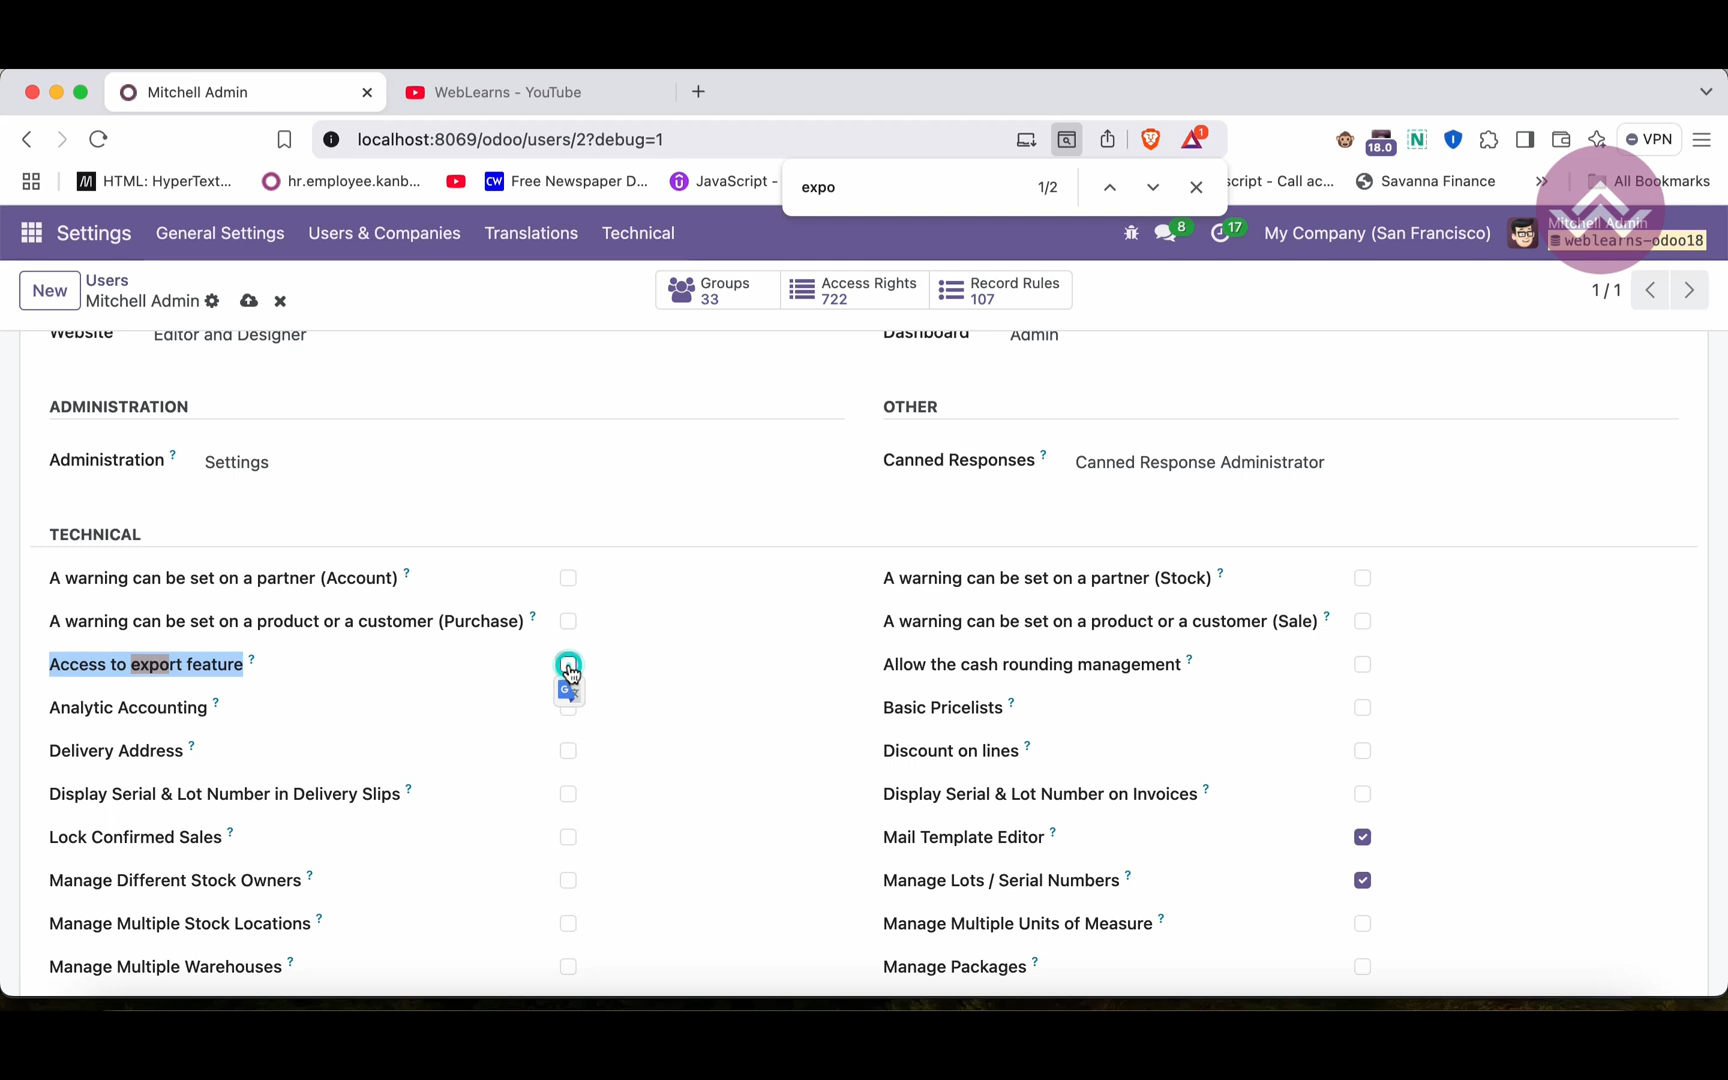 Mitchell Admin
WebLearns - YouTube
localhost:8069/odoo/users/2?debug=1
1
18.0
VPN
HTML: HyperText...
hr.employee.kanb...
CW
Free Newspaper D...
JavaScript -
expo
1/2
cript - Call ac...
Savanna Finance
All Bookmarks
Settings
General Settings
Users & Companies
Translations
Technical
8
17
My Company (San Francisco)
Mitchell Admin
weblearns-odoo18
New
Users
Mitchell Admin
Groups
33
Access Rights
722
Record Rules
107
1 / 1
Website
Editor and Designer
Dashboard
Admin
ADMINISTRATION
OTHER
Administration ?
Settings
Canned Responses ?
Canned Response Administrator
TECHNICAL
A warning can be set on a partner (Account) ?
A warning can be set on a partner (Stock) ?
A warning can be set on a product or a customer (Purchase) ?
A warning can be set on a product or a customer (Sale) ?
Access to export feature ?
Allow the cash rounding management ?
Analytic Accounting ?
Basic Pricelists ?
Delivery Address ?
Discount on lines ?
Display Serial & Lot Number in Delivery Slips ?
Display Serial & Lot Number on Invoices ?
Lock Confirmed Sales ?
Mail Template Editor ?
Manage Different Stock Owners ?
Manage Lots / Serial Numbers ?
Manage Multiple Stock Locations ?
Manage Multiple Units of Measure ?
Manage Multiple Warehouses ?
Manage Packages ?